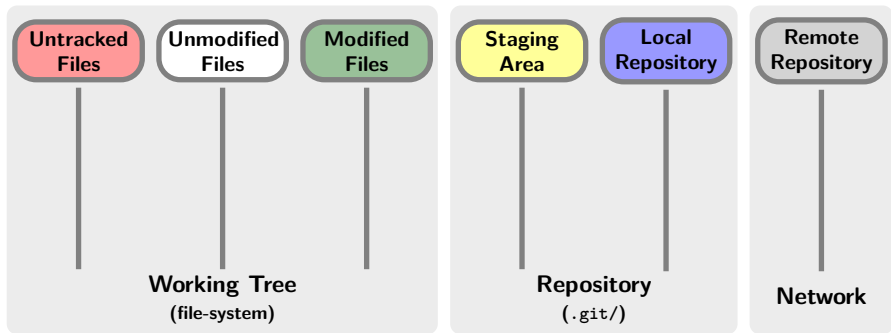 Untracked
Files
Unmodified
Files
Modified
Files
Staging
Area
Local
Repository
Remote
Repository
Working Tree
(file-system)
Repository
(.git/)
Network